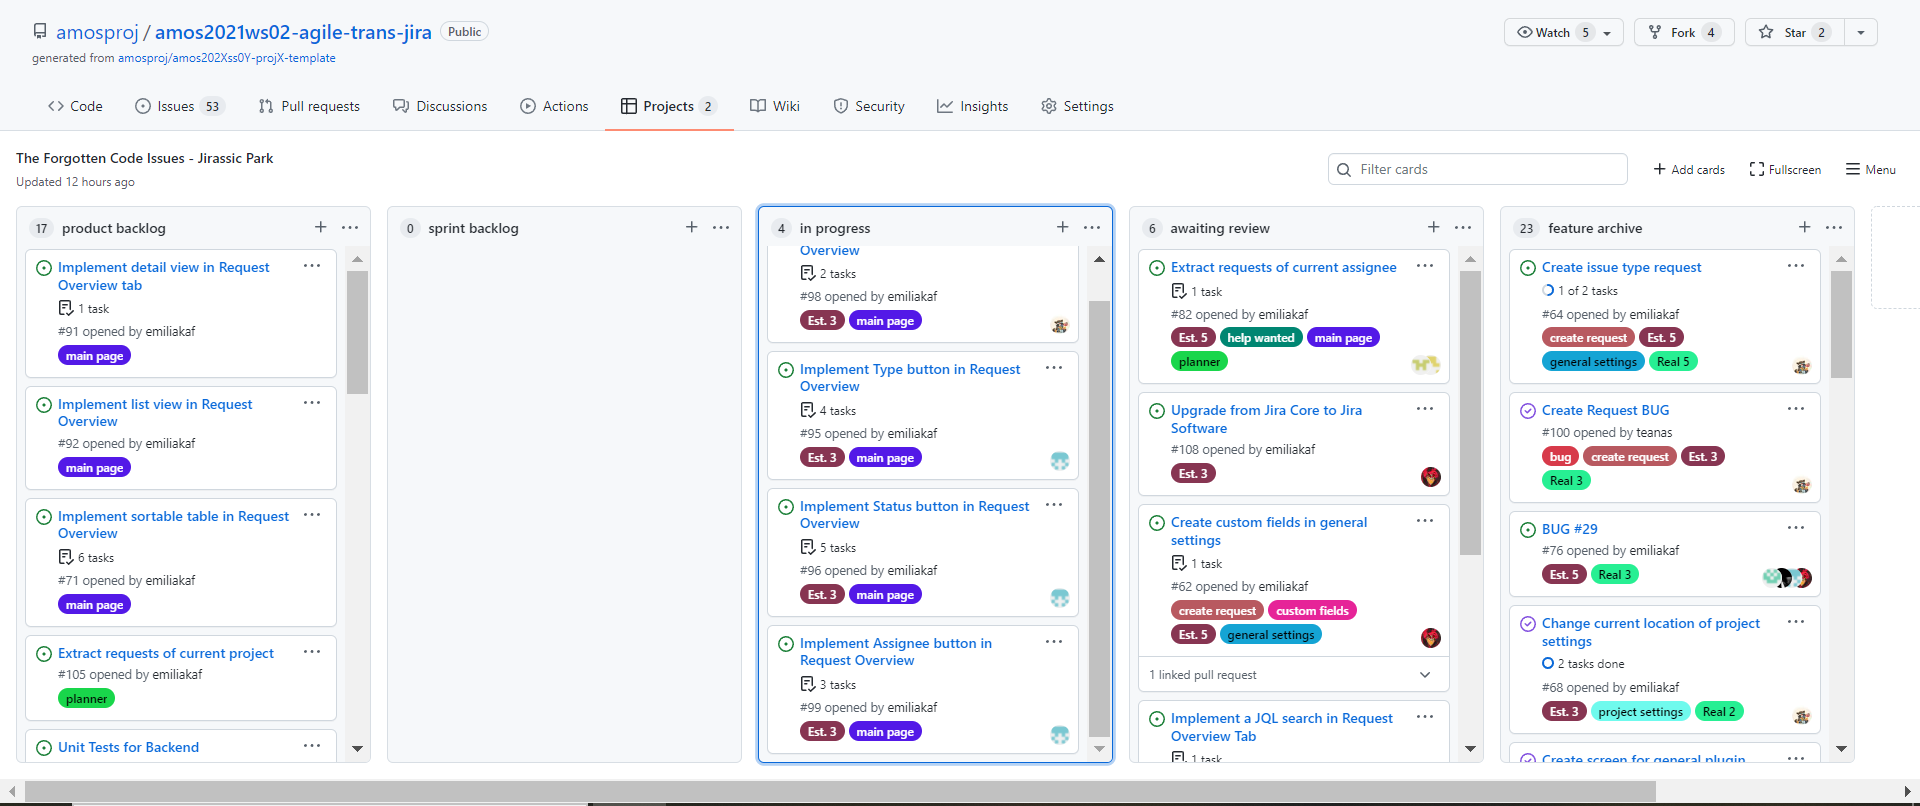 amosproj / amos2021ws02-agile-trans-jira Public
generated from amosproj/amos202Xss0Y-projX-template
Watch 5
Fork 4
Star 2
Code
Issues 53
Pull requests
Discussions
Actions
Projects 2
Wiki
Security
Insights
Settings
The Forgotten Code Issues - Jirassic Park
Updated 12 hours ago
Filter cards
Add cards
Fullscreen
Menu
17 product backlog
Implement detail view in Request
Overview tab
1 task
#91 opened by emiliakaf
main page
Implement list view in Request
Overview
#92 opened by emiliakaf
main page
Implement sortable table in Request
Overview
6 tasks
#71 opened by emiliakaf
main page
Extract requests of current project
#105 opened by emiliakaf
planner
Unit Tests for Backend
0 sprint backlog
4 in progress
Overview
2 tasks
#98 opened by emiliakaf
Est. 3 main page
Implement Type button in Request
Overview
4 tasks
#95 opened by emiliakaf
Est. 3 main page
Implement Status button in Request
Overview
5 tasks
#96 opened by emiliakaf
Est. 3 main page
Implement Assignee button in
Request Overview
3 tasks
#99 opened by emiliakaf
Est. 3 main page
6 awaiting review
Extract requests of current assignee
1 task
#82 opened by emiliakaf
Est. 5 help wanted main page
planner
Upgrade from Jira Core to Jira
Software
#108 opened by emiliakaf
Est. 3
Create custom fields in general
settings
1 task
#62 opened by emiliakaf
create request custom fields
Est. 5 general settings
1 linked pull request
Implement a JQL search in Request
Overview Tab
1 task
23 feature archive
Create issue type request
1 of 2 tasks
#64 opened by emiliakaf
create request Est. 5
general settings Real 5
Create Request BUG
#100 opened by teanas
bug create request Est. 3
Real 3
BUG #29
#76 opened by emiliakaf
Est. 5 Real 3
Change current location of project
settings
2 tasks done
#68 opened by emiliakaf
Est. 3 project settings Real 2
Create screen for general plugin